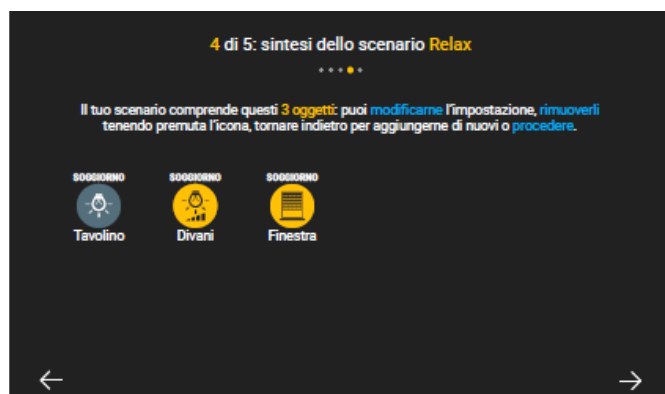 4 di 5: sintesi dello scenario Relax
Il tuo scenario comprende questi 3 oggetti: puoi modificarne l'impostazione, rimuoverli
tenendo premuta l'icona, tornare indietro per aggiungerne di nuovi o procedere.
SOGGIORNO SOGGIORNO SOGGIORNO
Tavolino Divani Finestra